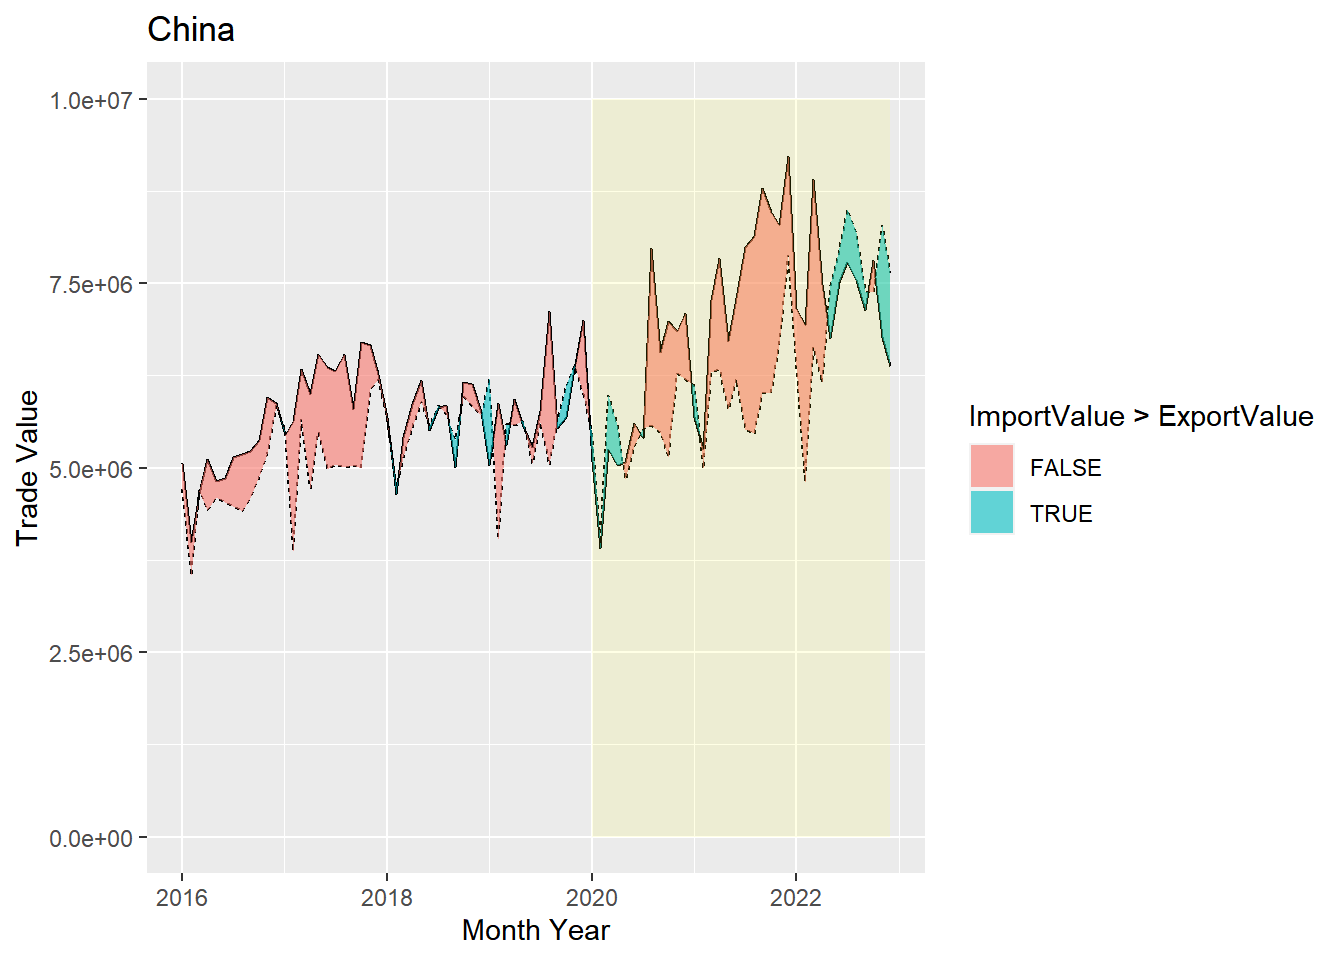 China
1.0e+07
7.5e+06
5.0e+06
2.5e+06
0.0e+00
Trade Value
2016 2018 2020 2022
Month Year
ImportValue > ExportValue
FALSE
TRUE